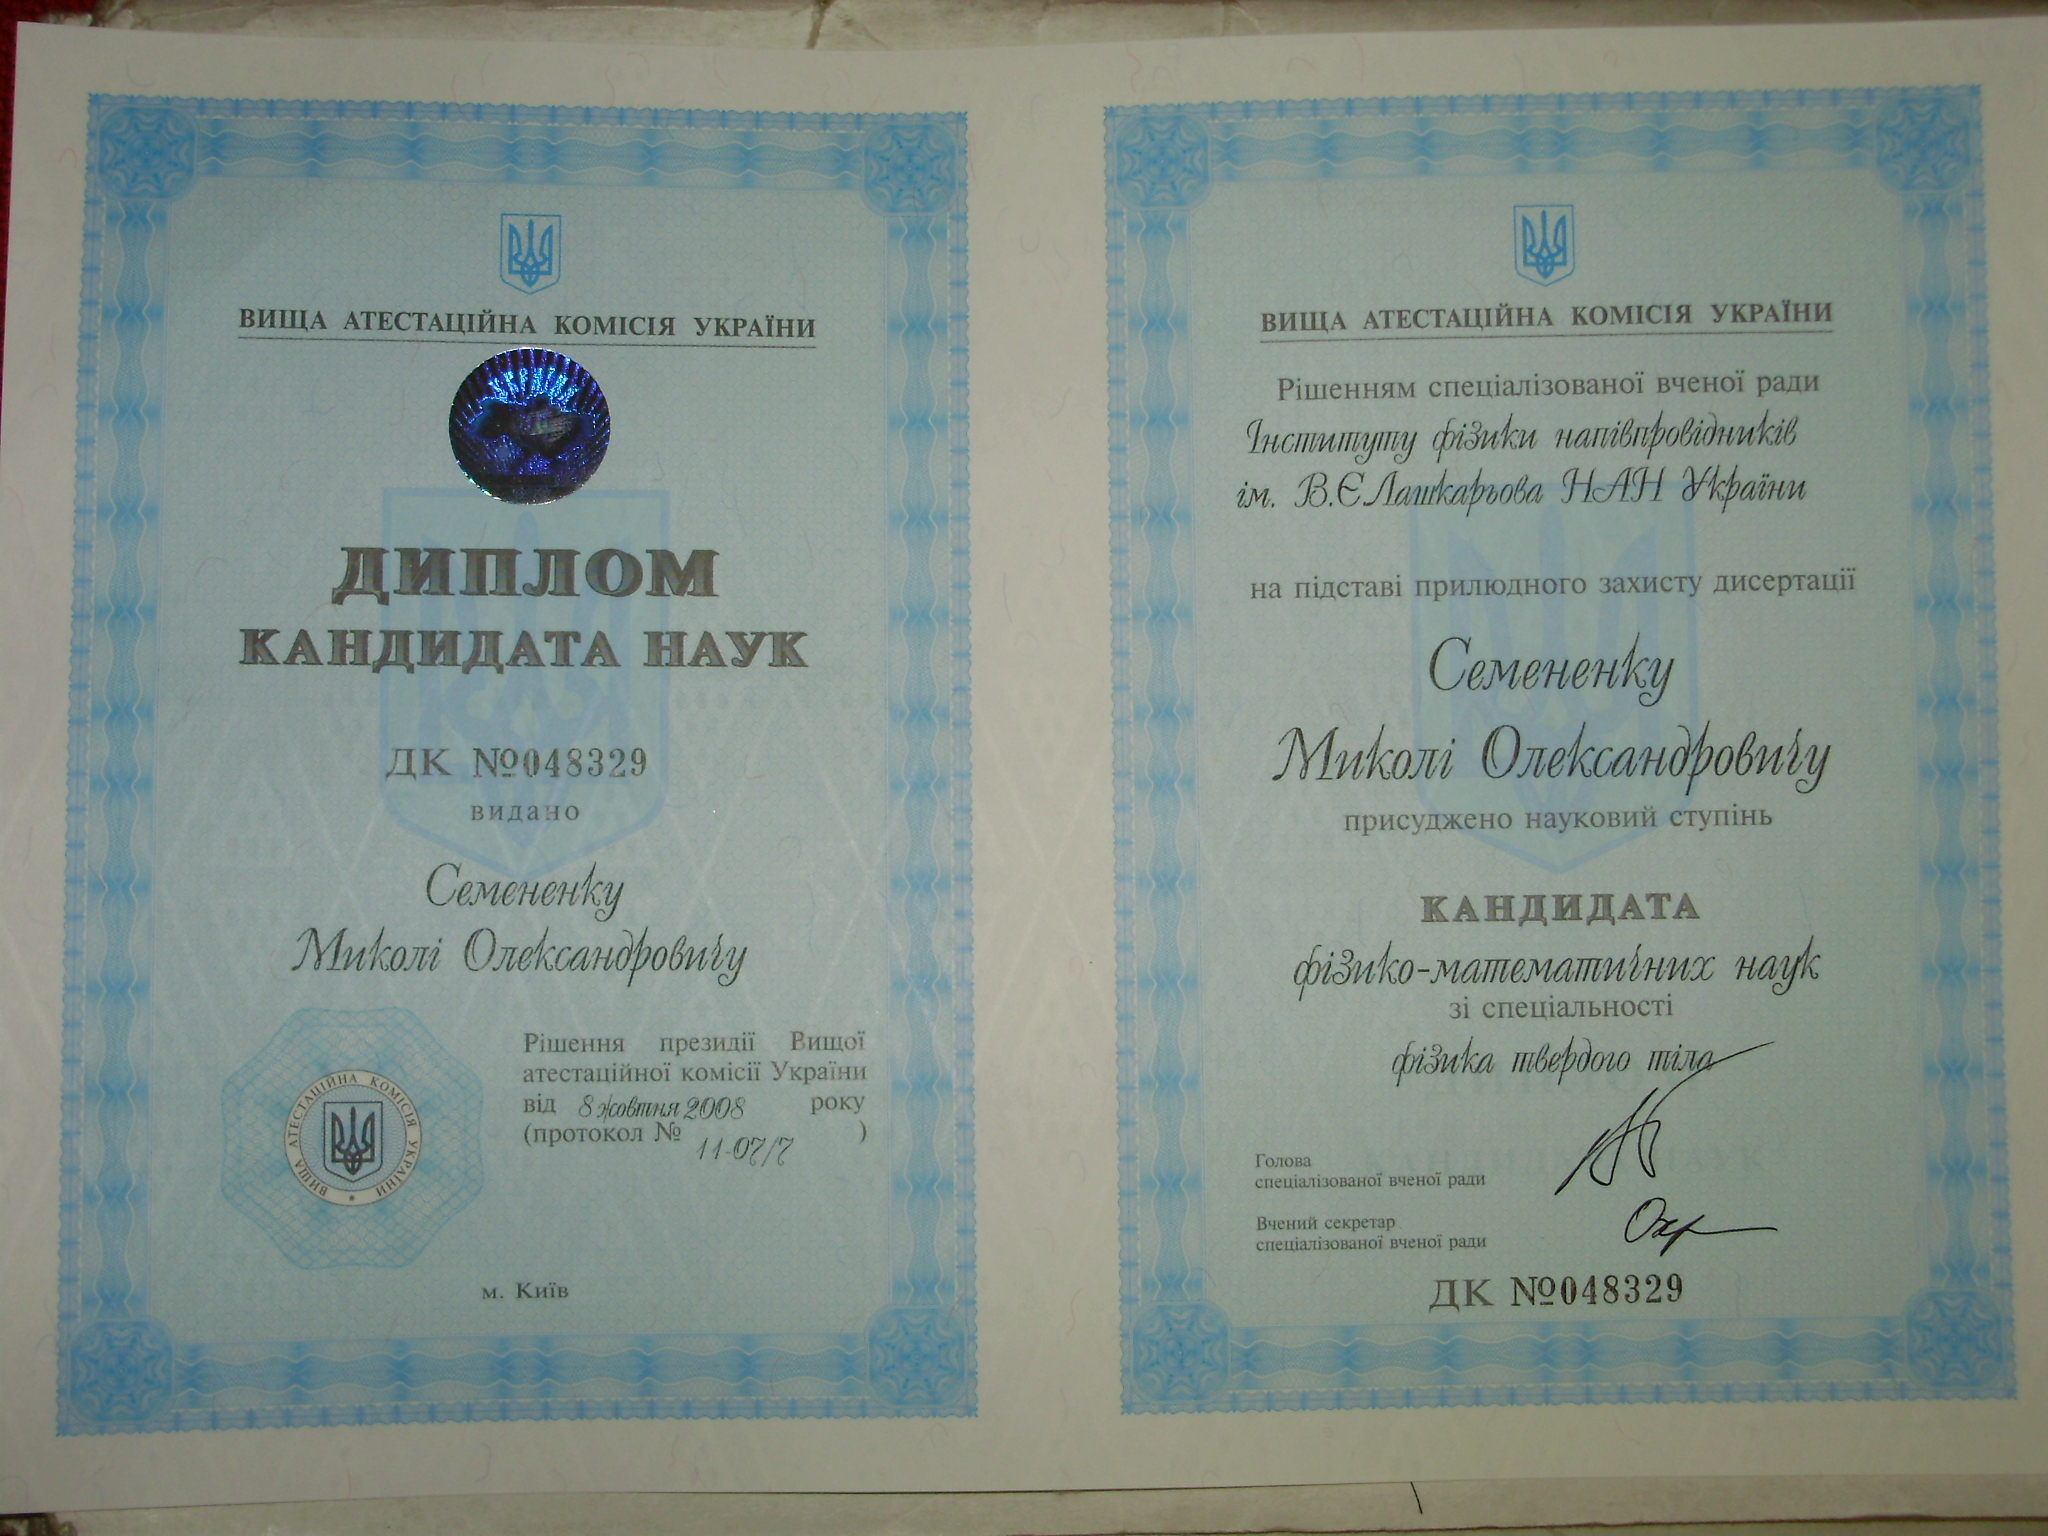 ВИЩА АТЕСТАЦІЙНА КОМІСІЯ УКРАЇНИ
ДИПЛОМ
КАНДИДАТА НАУК
ДК №048329
видано
Семененку
Миколі Олександровичу
Рішення президії Вищої
атестаційної комісії України
від 8 жовтня 2008 року
(протокол № 11-07/7 )
ВИЩА АТЕСТАЦІЙНА КОМІСІЯ УКРАЇНИ
м. Київ
ВИЩА АТЕСТАЦІЙНА КОМІСІЯ УКРАЇНИ
Рішенням спеціалізованої вченої ради
Інституту фізики напівпровідників
ім. В.Є Лашкарьова НАН України
на підставі прилюдного захисту дисертації
Семененку
Миколі Олександровичу
присуджено науковий ступінь
КАНДИДАТА
фізико-математичних наук
зі спеціальності
фізика твердого тіла
Голова
спеціалізованої вченої ради
Вчений секретар
спеціалізованої вченої ради
ДК №048329